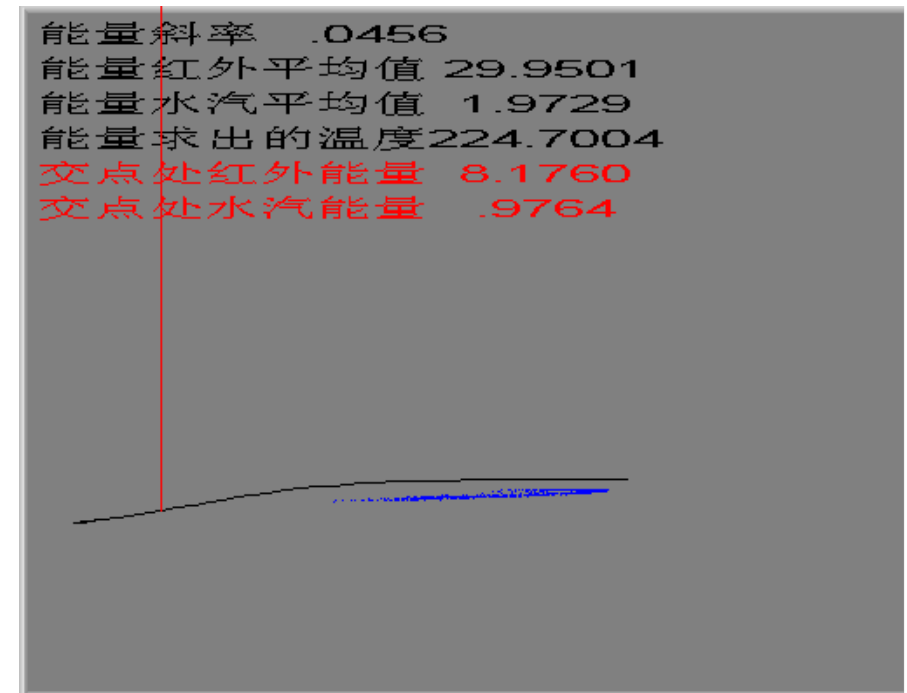 能量斜率 .0456
能量红外平均值 29.9501
能量水汽平均值 1.9729
能量求出的温度224.7004
交点处红外能量 8.1760
交点处水汽能量 .9764